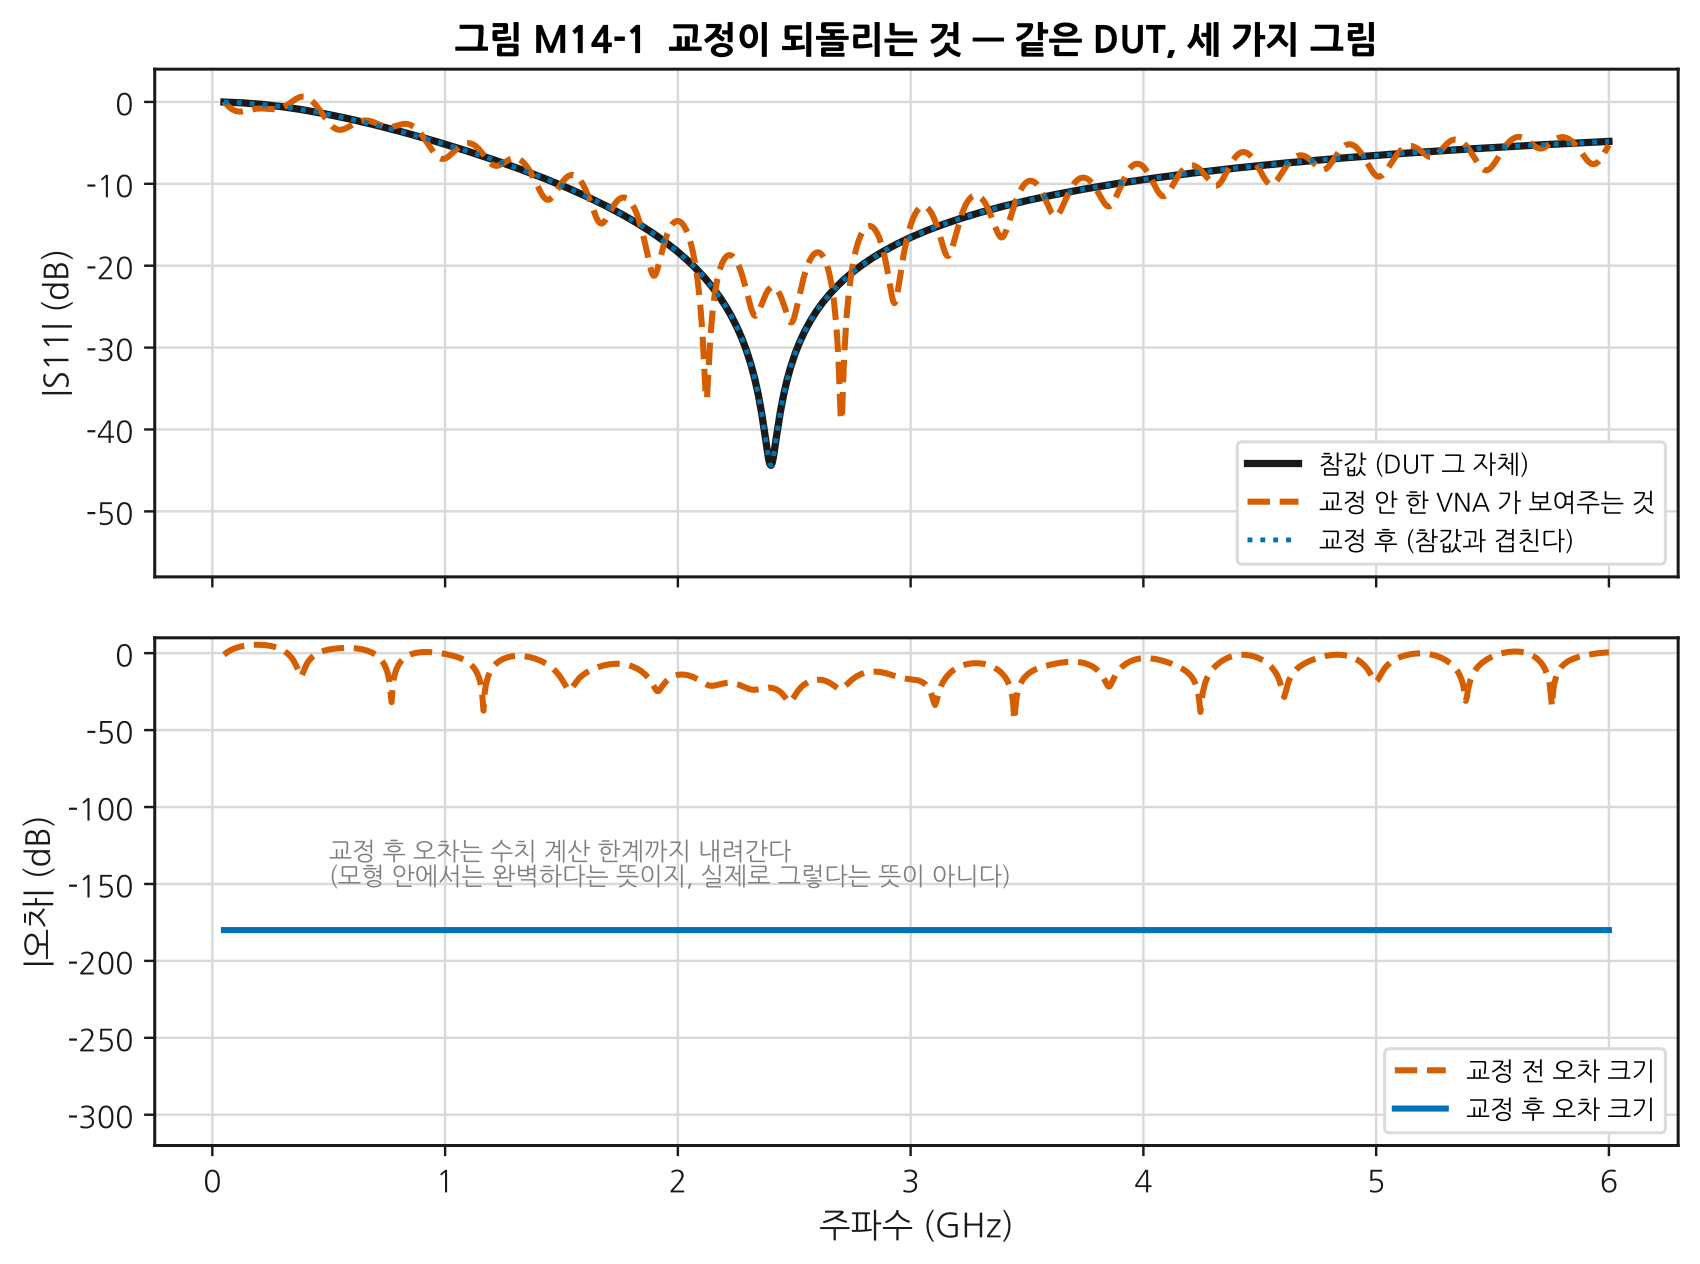 그림 M14-1  교정이 되돌리는 것 — 같은 DUT, 세 가지 그림
0
-10
-20
-30
-40
-50
|S11| (dB)
참값 (DUT 그 자체)
교정 안 한 VNA 가 보여주는 것
교정 후 (참값과 겹친다)
0
-50
-100
-150
-200
-250
-300
|오차| (dB)
교정 후 오차는 수치 계산 한계까지 내려간다
(모형 안에서는 완벽하다는 뜻이지, 실제로 그렇다는 뜻이 아니다)
교정 전 오차 크기
교정 후 오차 크기
0 1 2 3 4 5 6
주파수 (GHz)